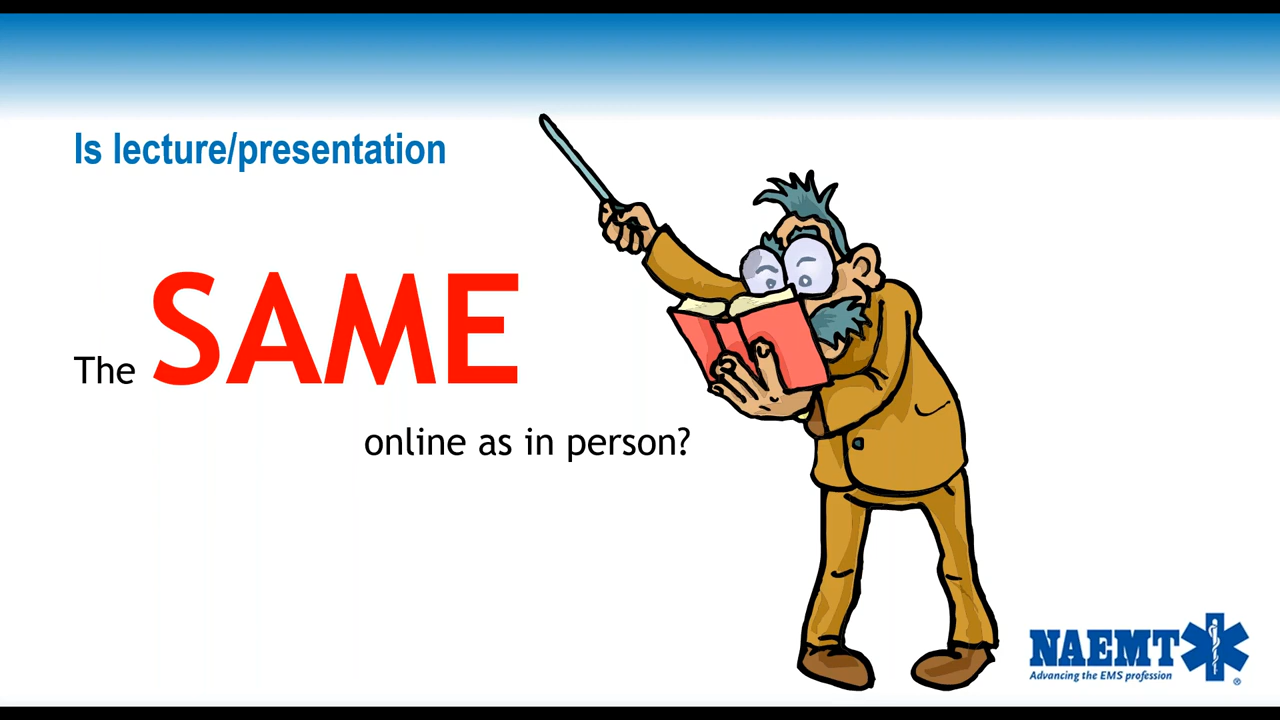 Is lecture/presentation
The SAME
online as in person?
NAEMT
Advancing the EMS profession
®